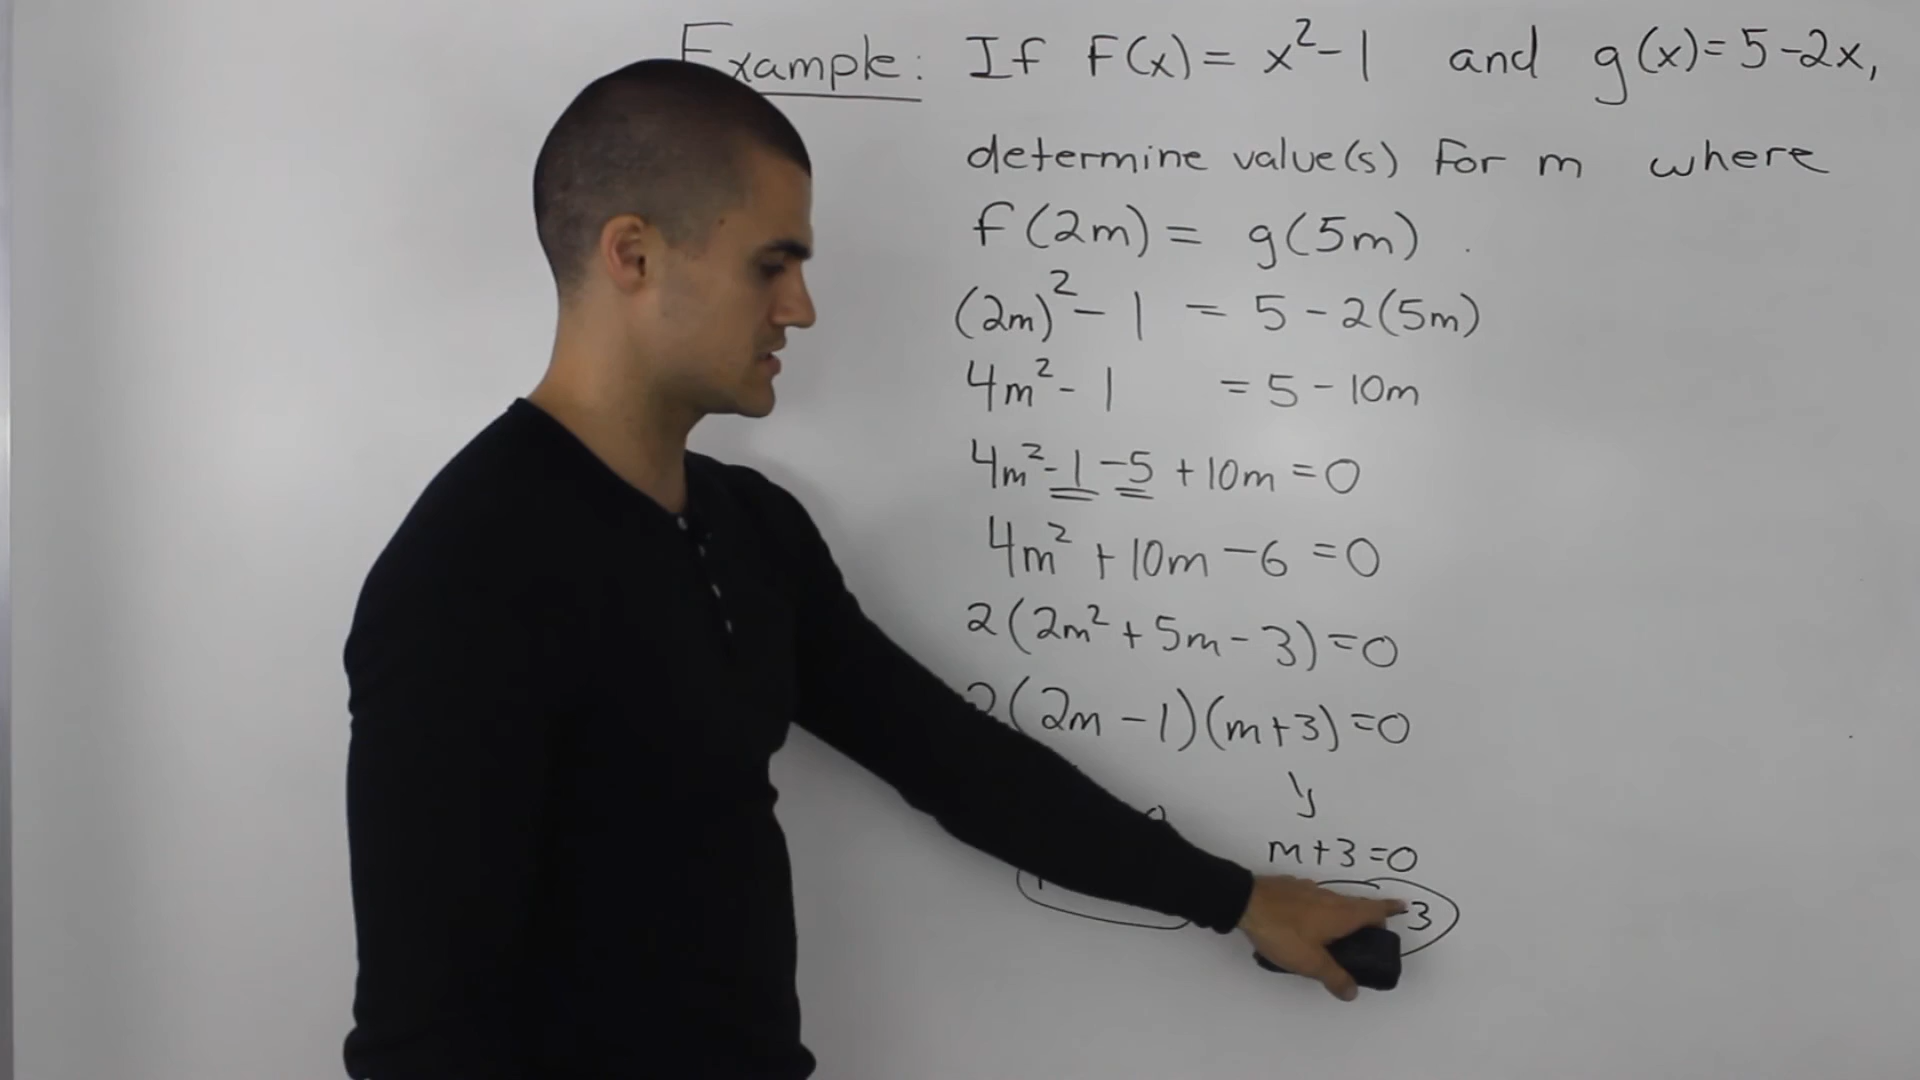 Example: If f(x) = x² - 1 and g(x) = 5 - 2x,
determine value(s) for m where
f(2m) = g(5m).
(2m)² - 1 = 5 - 2(5m)
4m² - 1 = 5 - 10m
4m² - 1 - 5 + 10m = 0
4m² + 10m - 6 = 0
2(2m² + 5m - 3) = 0
2(2m - 1)(m + 3) = 0
m + 3 = 0
-3